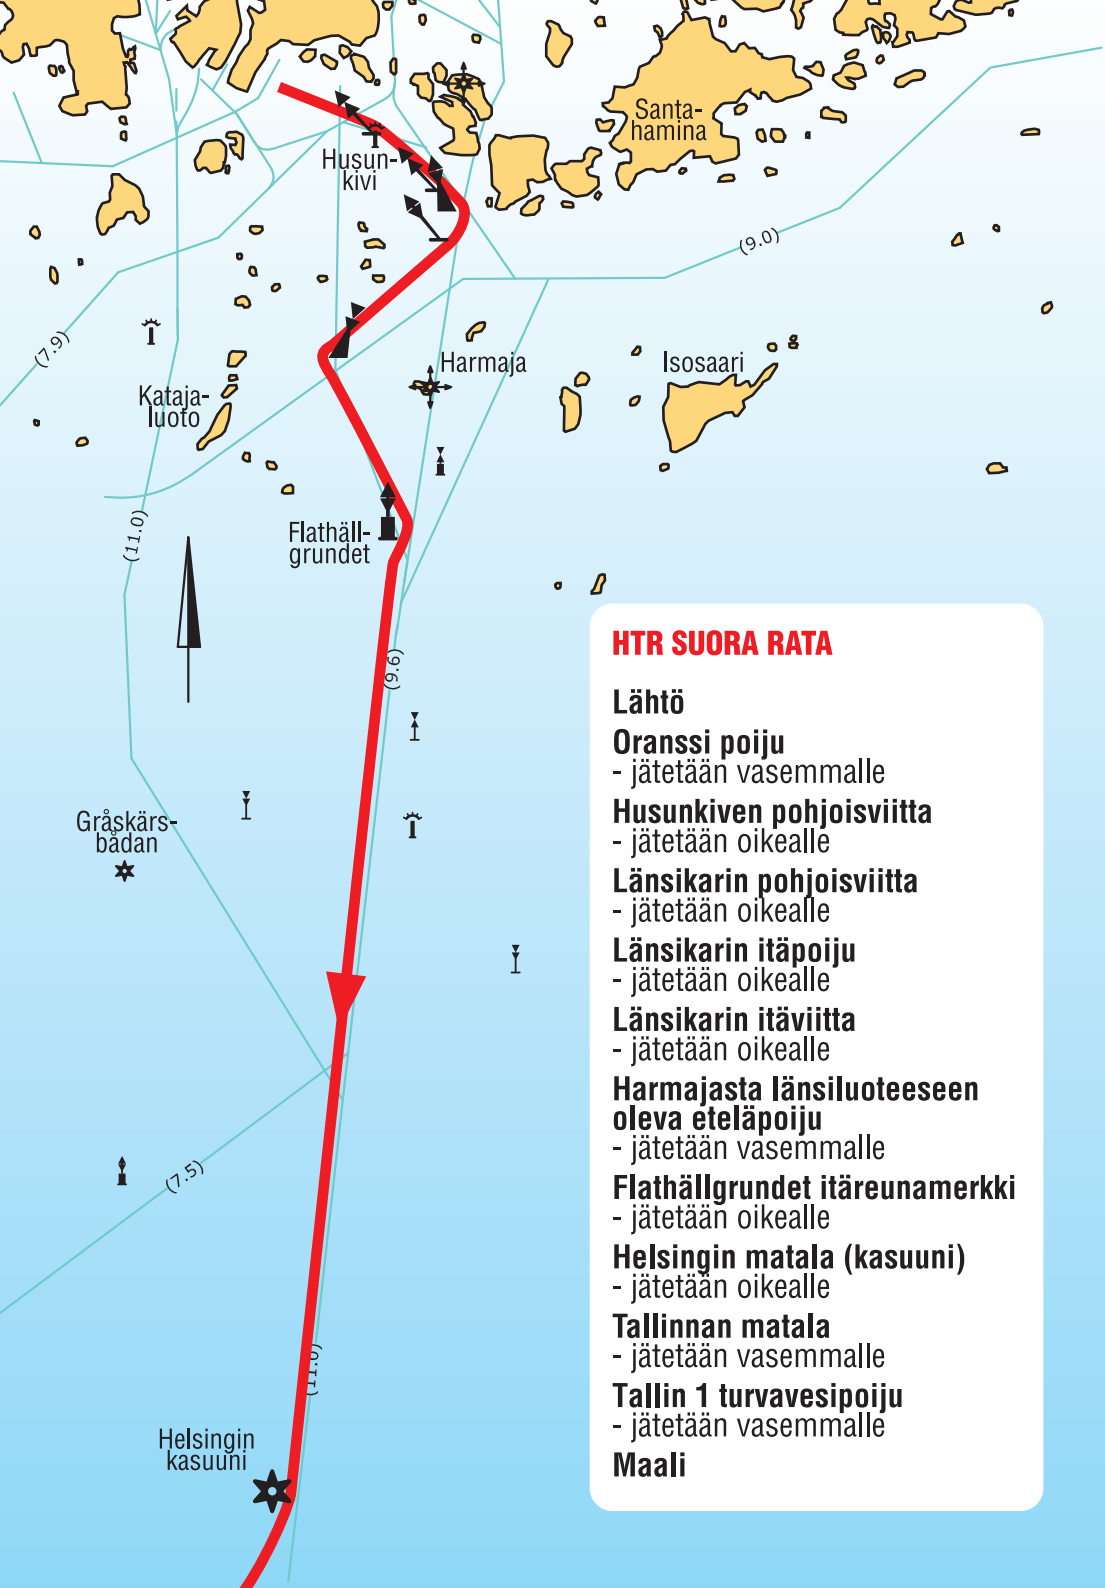 Santa-
hamina
Husun-
kivi
(9.0)
(7.9)
Harmaja
Isosaari
Kataja-
luoto
(11.0)
Flathäll-
grundet
(9.6)
Gråskärs-
bådan
(7.5)
(11.0)
Helsingin
kasuuni
HTR SUORA RATA
Lähtö
Oranssi poiju
- jätetään vasemmalle
Husunkiven pohjoisviitta
- jätetään oikealle
Länsikarin pohjoisviitta
- jätetään oikealle
Länsikarin itäpoiju
- jätetään oikealle
Länsikarin itäviitta
- jätetään oikealle
Harmajasta länsiluoteeseen
oleva eteläpoiju
- jätetään vasemmalle
Flathällgrundet itäreunamerkki
- jätetään oikealle
Helsingin matala (kasuuni)
- jätetään oikealle
Tallinnan matala
- jätetään vasemmalle
Tallin 1 turvavesipoiju
- jätetään vasemmalle
Maali